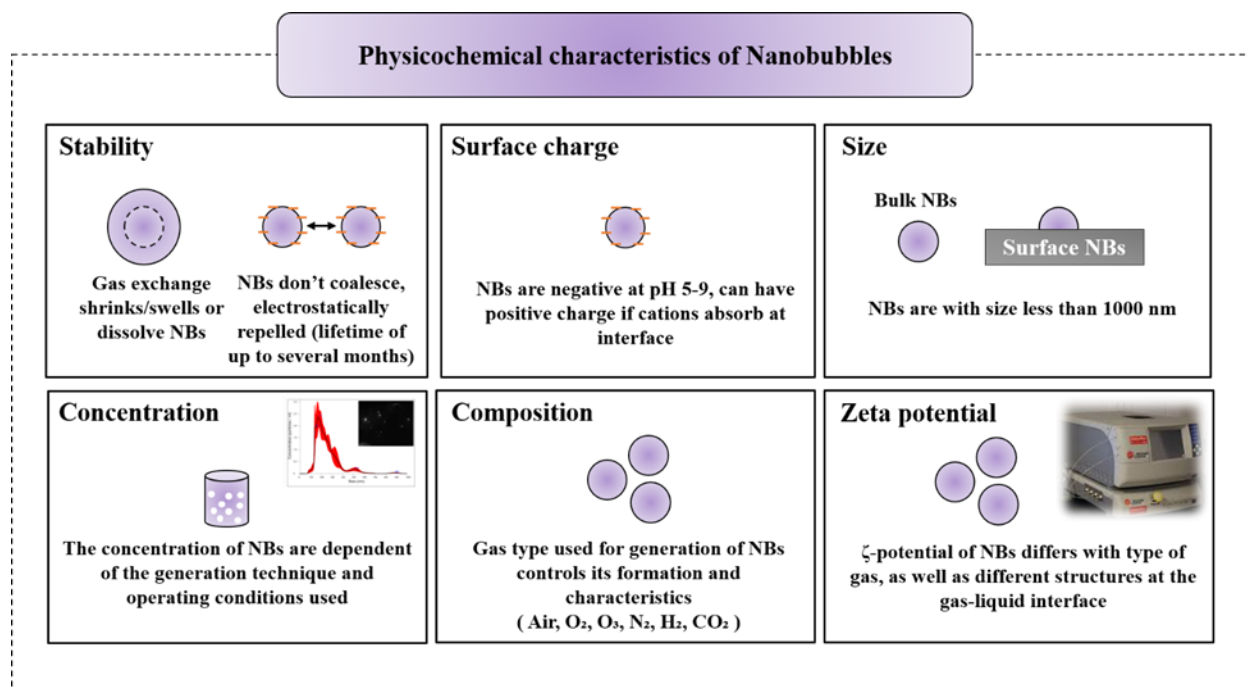 Physicochemical characteristics of Nanobubbles
Stability
Gas exchange
shrinks/swells or
dissolve NBs
NBs don’t coalesce,
electrostatically
repelled (lifetime of
up to several months)
Surface charge
NBs are negative at pH 5-9, can have
positive charge if cations absorb at
interface
Size
Bulk NBs
Surface NBs
NBs are with size less than 1000 nm
Concentration
The concentration of NBs are dependent
of the generation technique and
operating conditions used
Composition
Gas type used for generation of NBs
controls its formation and
characteristics
( Air, O₂, O₃, N₂, H₂, CO₂ )
Zeta potential
ζ-potential of NBs differs with type of
gas, as well as different structures at the
gas-liquid interface